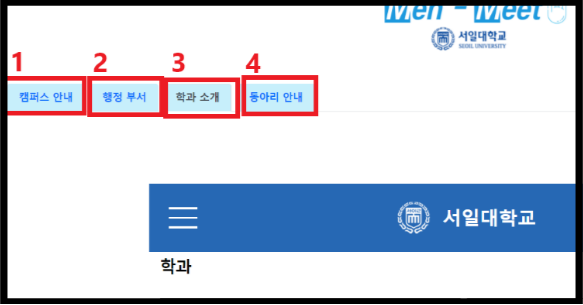 Men - Meet
서일대학교
SEOIL UNIVERSITY
1 2 3 4
캠퍼스 안내 행정 부서 학과 소개 동아리 안내
서일대학교
학과